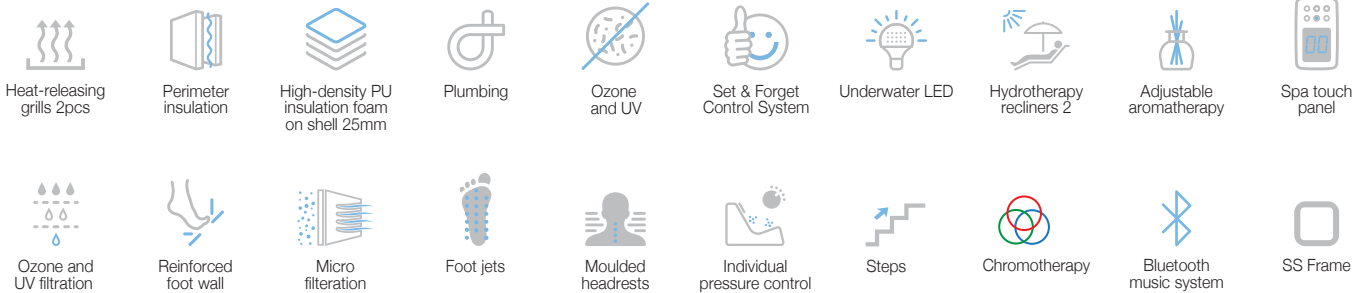 00
Heat-releasing
grills 2pcs
Perimeter
insulation
High-density PU
insulation foam
on shell 25mm
Plumbing
Ozone
and UV
Set & Forget
Control System
Underwater LED
Hydrotherapy
recliners 2
Adjustable
aromatherapy
Spa touch
panel
Ozone and
UV filtration
Reinforced
foot wall
Micro
filteration
Foot jets
Moulded
headrests
Individual
pressure control
Steps
Chromotherapy
Bluetooth
music system
SS Frame